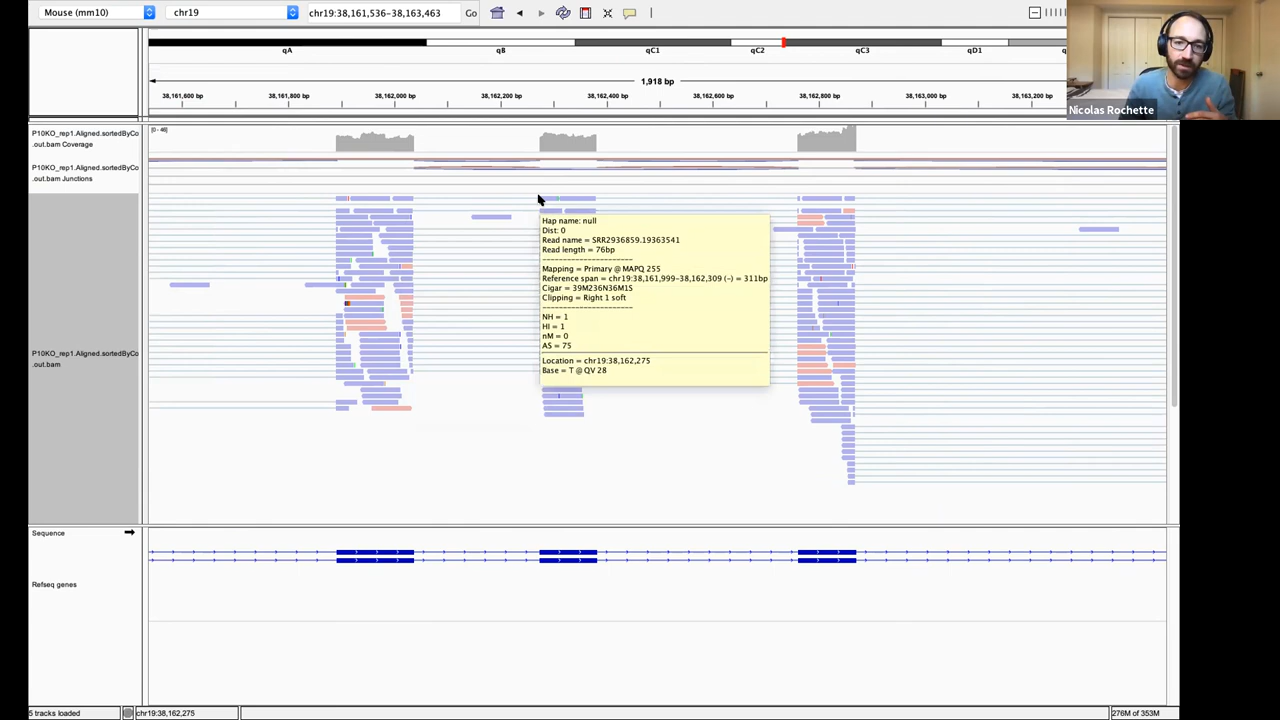 Mouse (mm10)
chr19
chr19:38,161,536-38,163,463
Go
qA
qB
qC1
qC2
qC3
qD1
1,918 bp
38,161,600 bp
38,161,800 bp
38,162,000 bp
38,162,200 bp
38,162,400 bp
38,162,600 bp
38,162,800 bp
38,163,000 bp
38,163,200 bp
Nicolas Rochette
P10KO_rep1.Aligned.sortedByCo
.out.bam Coverage
[0 - 46]
P10KO_rep1.Aligned.sortedByCo
.out.bam Junctions
Hap name: null
Dist: 0
Read name = SRR2936859.19363541
Read length = 76bp
----------------------
Mapping = Primary @ MAPQ 255
Reference span = chr19:38,161,999-38,162,309 (-) = 311bp
Cigar = 39M236N36M1S
Clipping = Right 1 soft
----------------------
NH = 1
HI = 1
nM = 0
AS = 75
Location = chr19:38,162,275
Base = T @ QV 28
P10KO_rep1.Aligned.sortedByCo
.out.bam
Sequence
Refseq genes
5 tracks loaded
chr19:38,162,275
276M of 353M